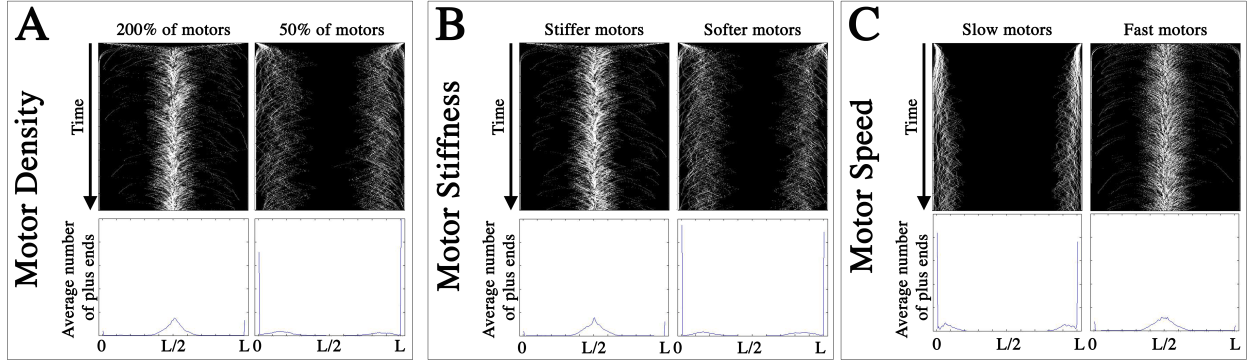 A
200% of motors
50% of motors
Time
Motor Density
Average number
of plus ends
0
L/2
L
0
L/2
L
B
Stiffer motors
Softer motors
Time
Motor Stiffness
Average number
of plus ends
0
L/2
L
0
L/2
L
C
Slow motors
Fast motors
Time
Motor Speed
Average number
of plus ends
0
L/2
L
0
L/2
L